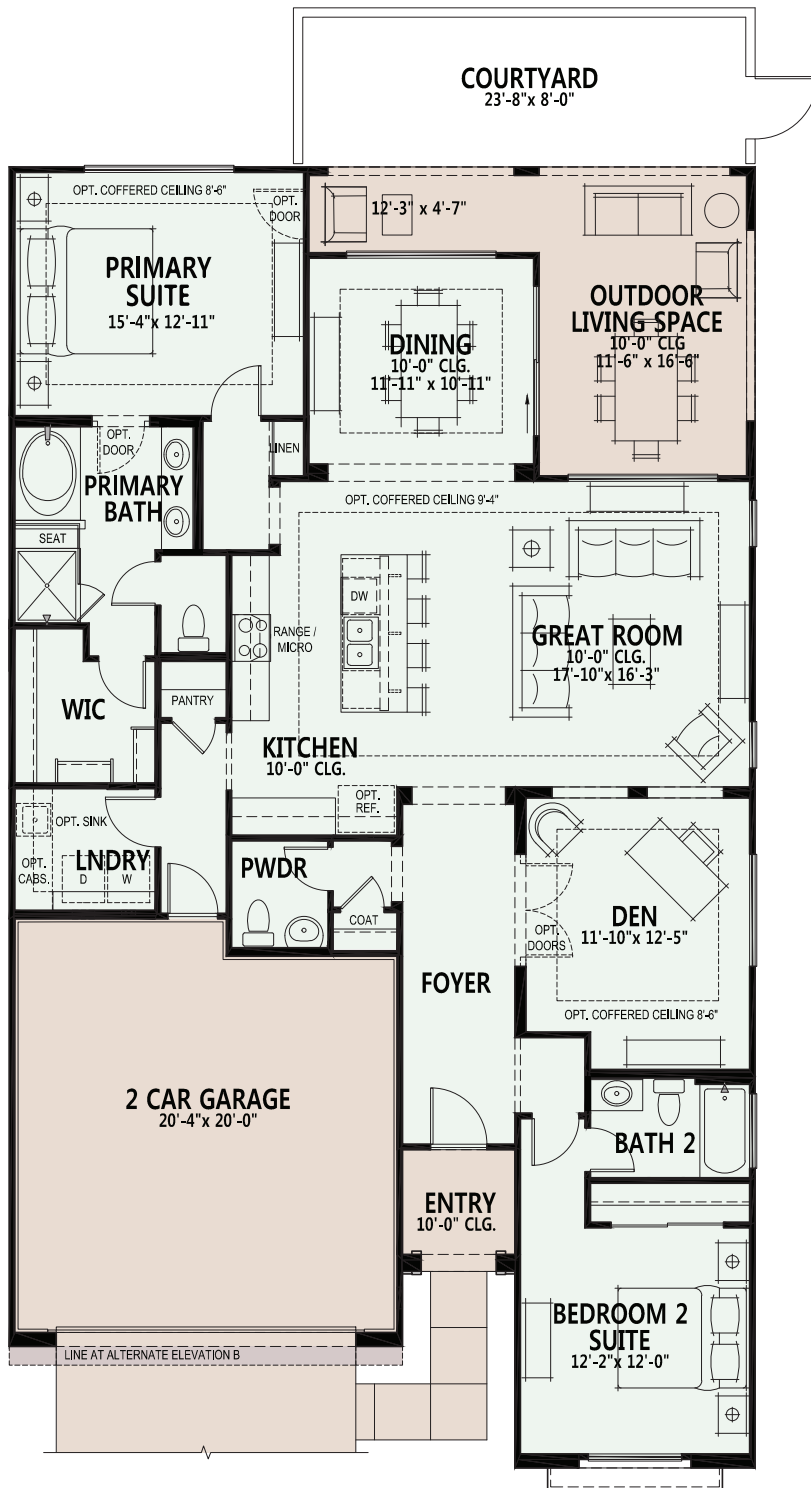 COURTYARD
23'-8"x 8'-0"
OPT. COFFERED CEILING 8'-6"
OPT.
DOOR
12'-3" x 4'-7"
PRIMARY
SUITE
15'-4"x 12'-11"
OUTDOOR
LIVING SPACE
10'-0" CLG
11'-6" x 16'-6"
DINING
10'-0" CLG.
11'-11" x 10'-11"
OPT.
DOOR
LINEN
PRIMARY
BATH
OPT. COFFERED CEILING 9'-4"
SEAT
DW
RANGE /
MICRO
GREAT ROOM
10'-0" CLG.
17'-10"x 16'-3"
WIC
PANTRY
KITCHEN
10'-0" CLG.
OPT.
REF.
OPT. SINK
OPT.
CABS.
LNDRY
D
W
PWDR
COAT
DEN
11'-10"x 12'-5"
OPT.
DOORS
FOYER
OPT. COFFERED CEILING 8'-6"
2 CAR GARAGE
20'-4"x 20'-0"
BATH 2
ENTRY
10'-0" CLG.
BEDROOM 2
SUITE
12'-2"x 12'-0"
LINE AT ALTERNATE ELEVATION B